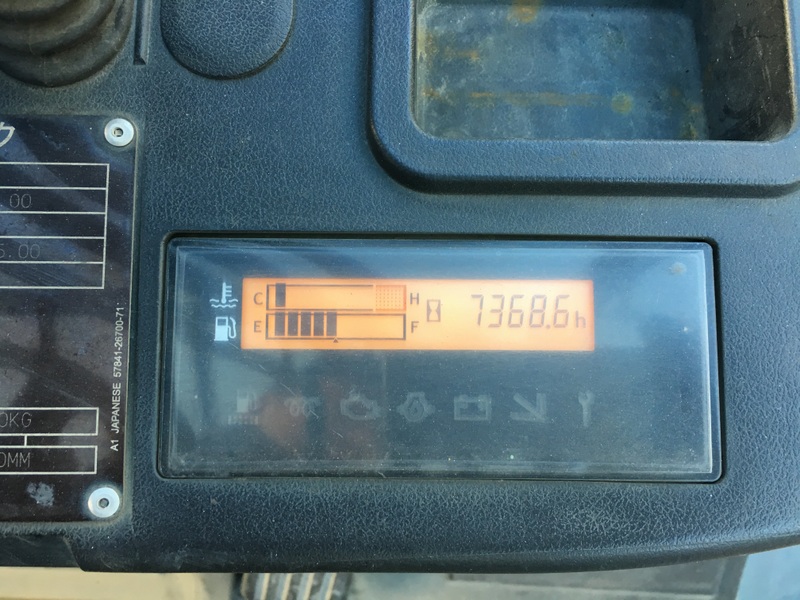 .00
5.00
A1 JAPANESE 57841-26700-71
C H 7368.6h
E F
0KG
0MM